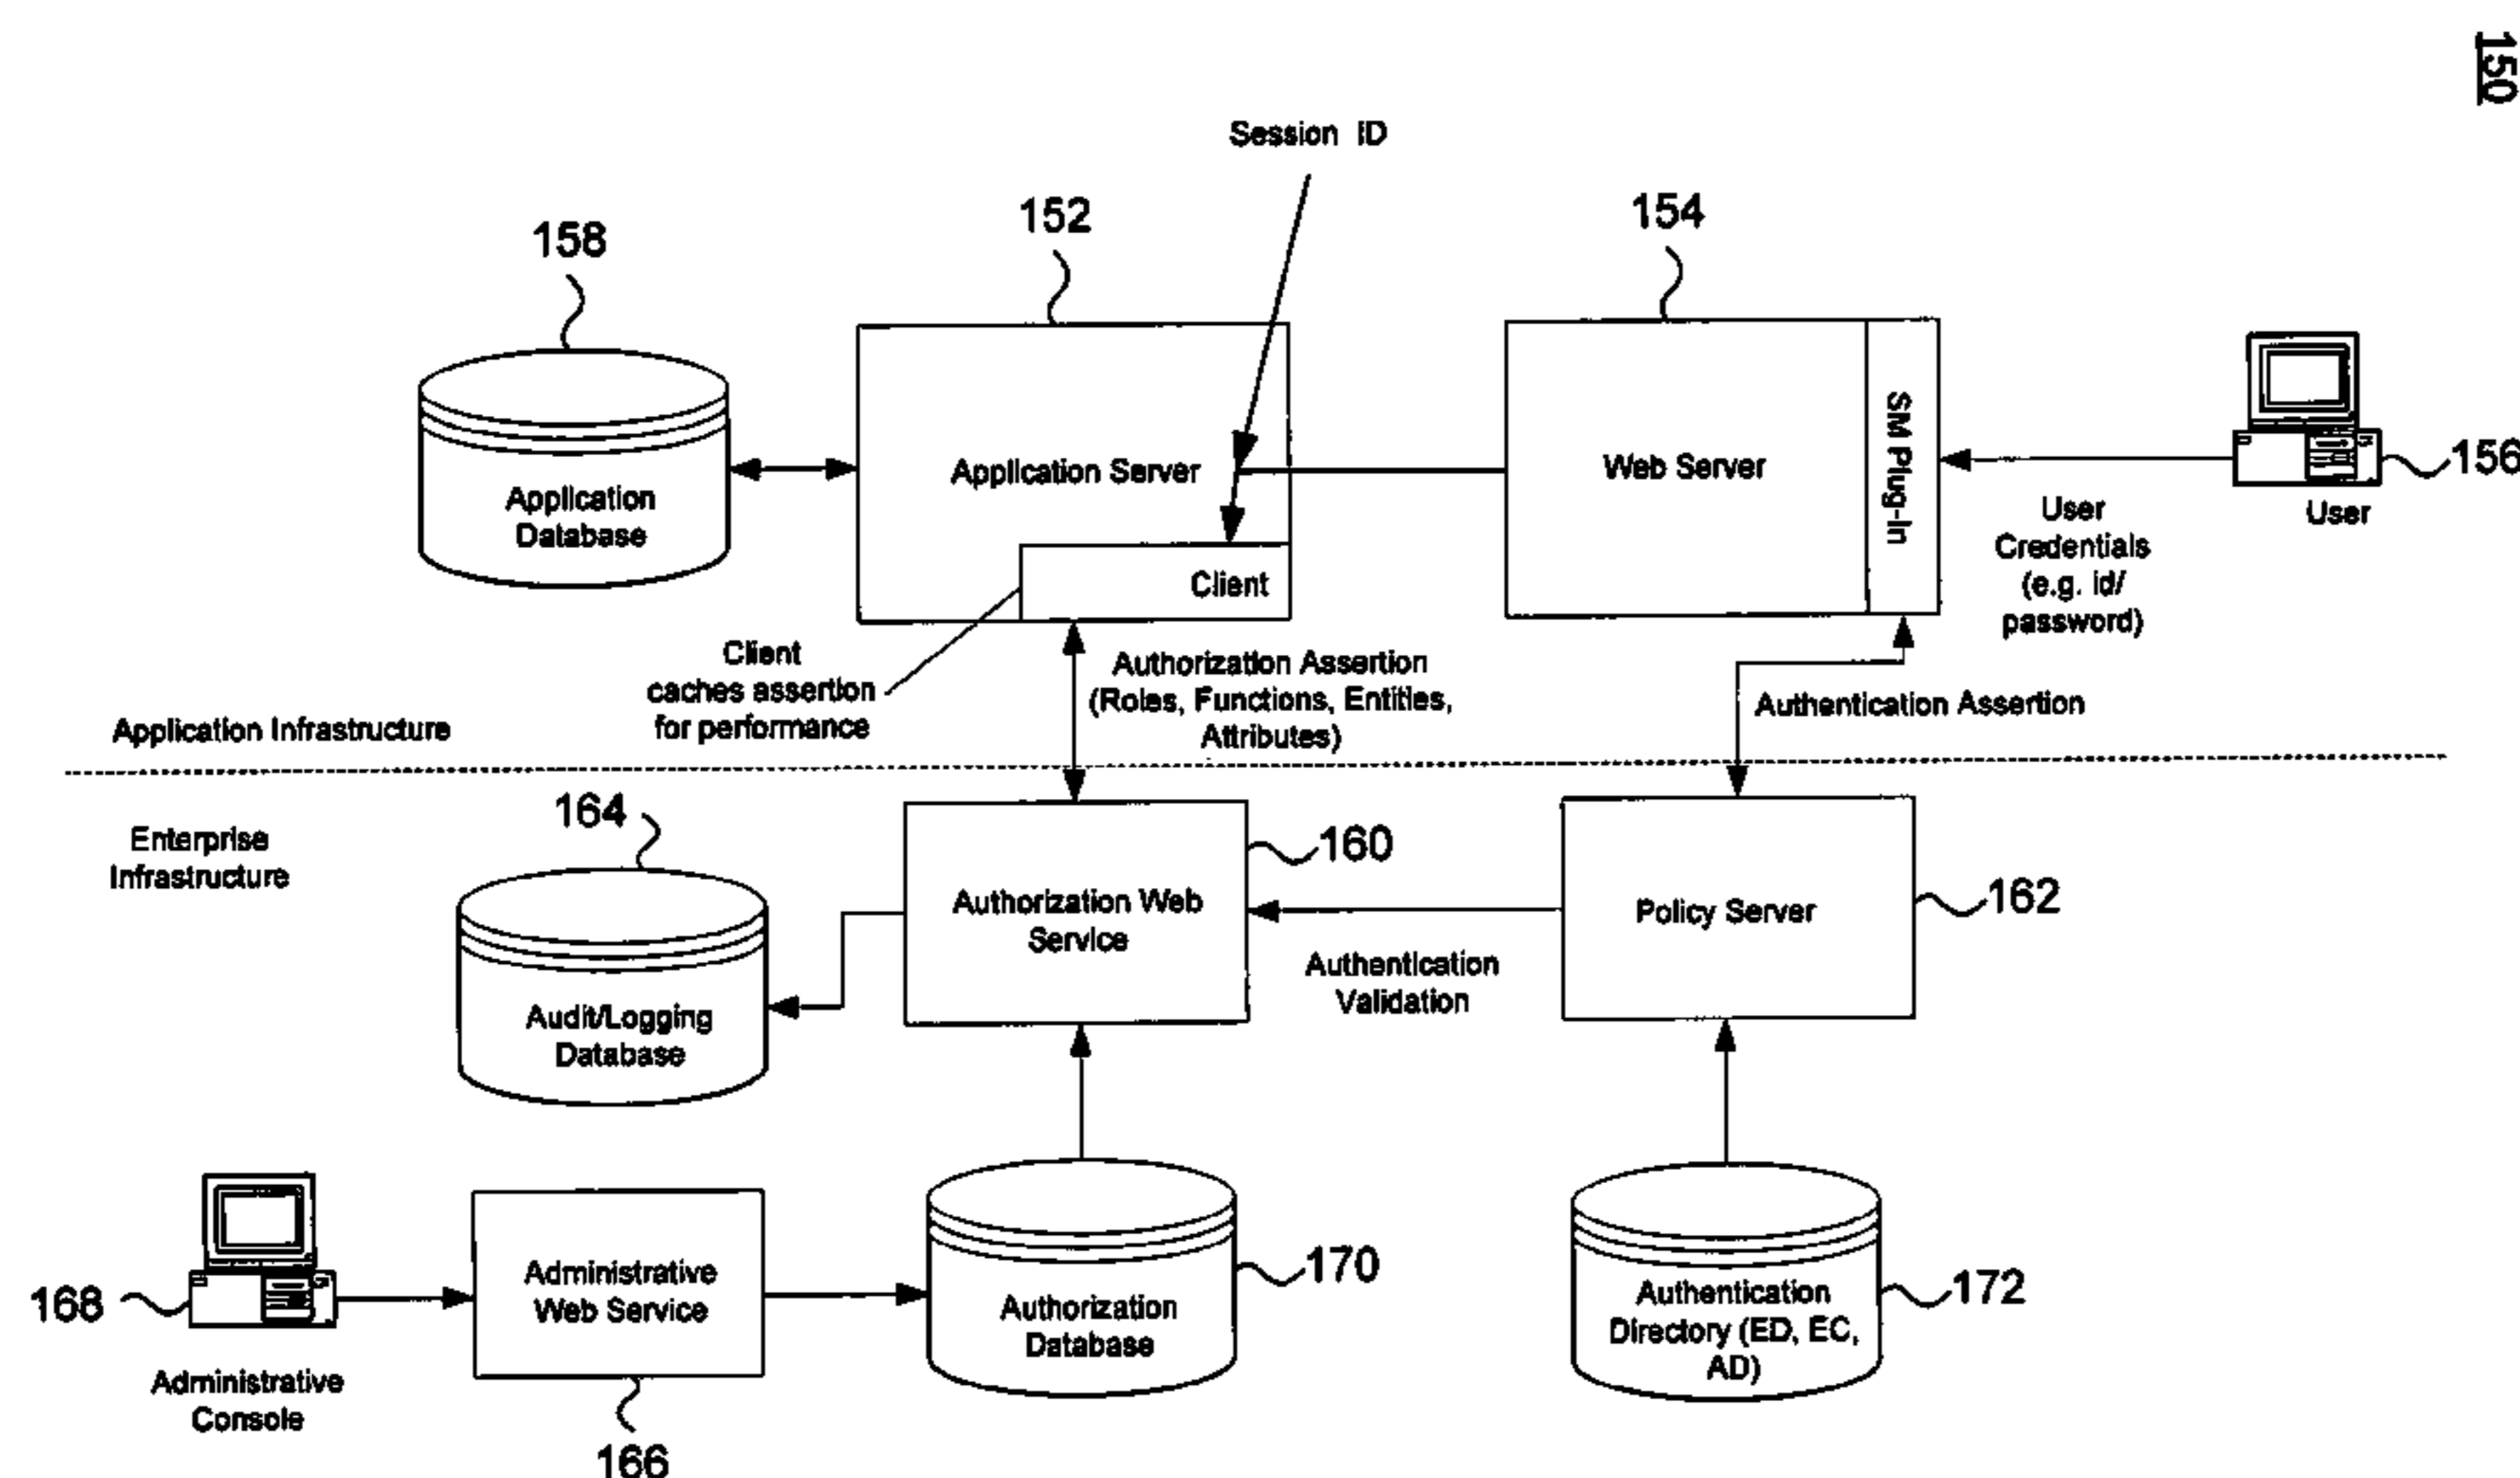 150
Session ID
158
152
154
Application Server
Web Server
SM Plug-In
156
User
Application
Database
User
Credentials
(e.g. id/
password)
Client
Client
caches assertion
for performance
Authorization Assertion
(Roles, Functions, Entities,
Attributes)
Authentication Assertion
Application Infrastructure
Enterprise
Infrastructure
164
160
162
Authorization Web
Service
Policy Server
Authentication
Validation
Audit/Logging
Database
168
Administrative
Console
Administrative
Web Service
166
170
Authorization
Database
172
Authentication
Directory (ED, EC,
AD)